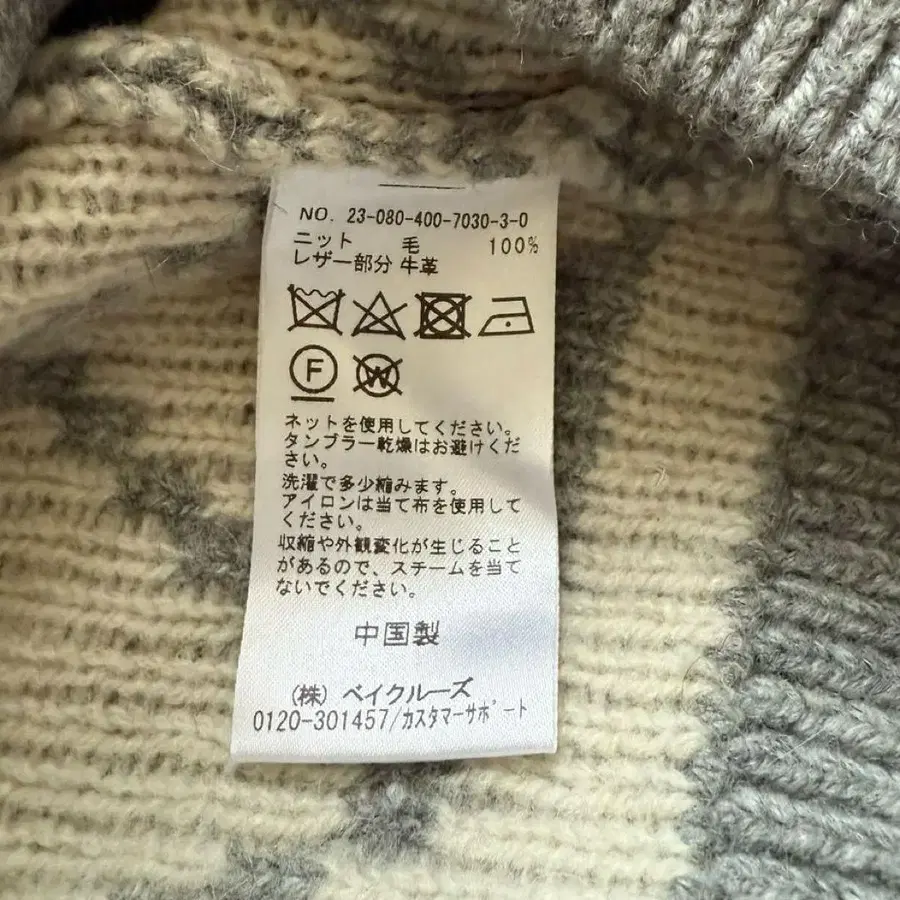 NO. 23-080-400-7030-3-0
ニット 毛 100%
レザー部分 牛革
F W
ネットを使用してください。
タンブラー乾燥はお避けくだ
さい。
洗濯で多少縮みます。
アイロンは当て布を使用して
ください。
収縮や外観変化が生じること
があるので、スチームを当て
ないでください。
中国製
(株) ベイクルーズ
0120-301457/カスタマーサポート